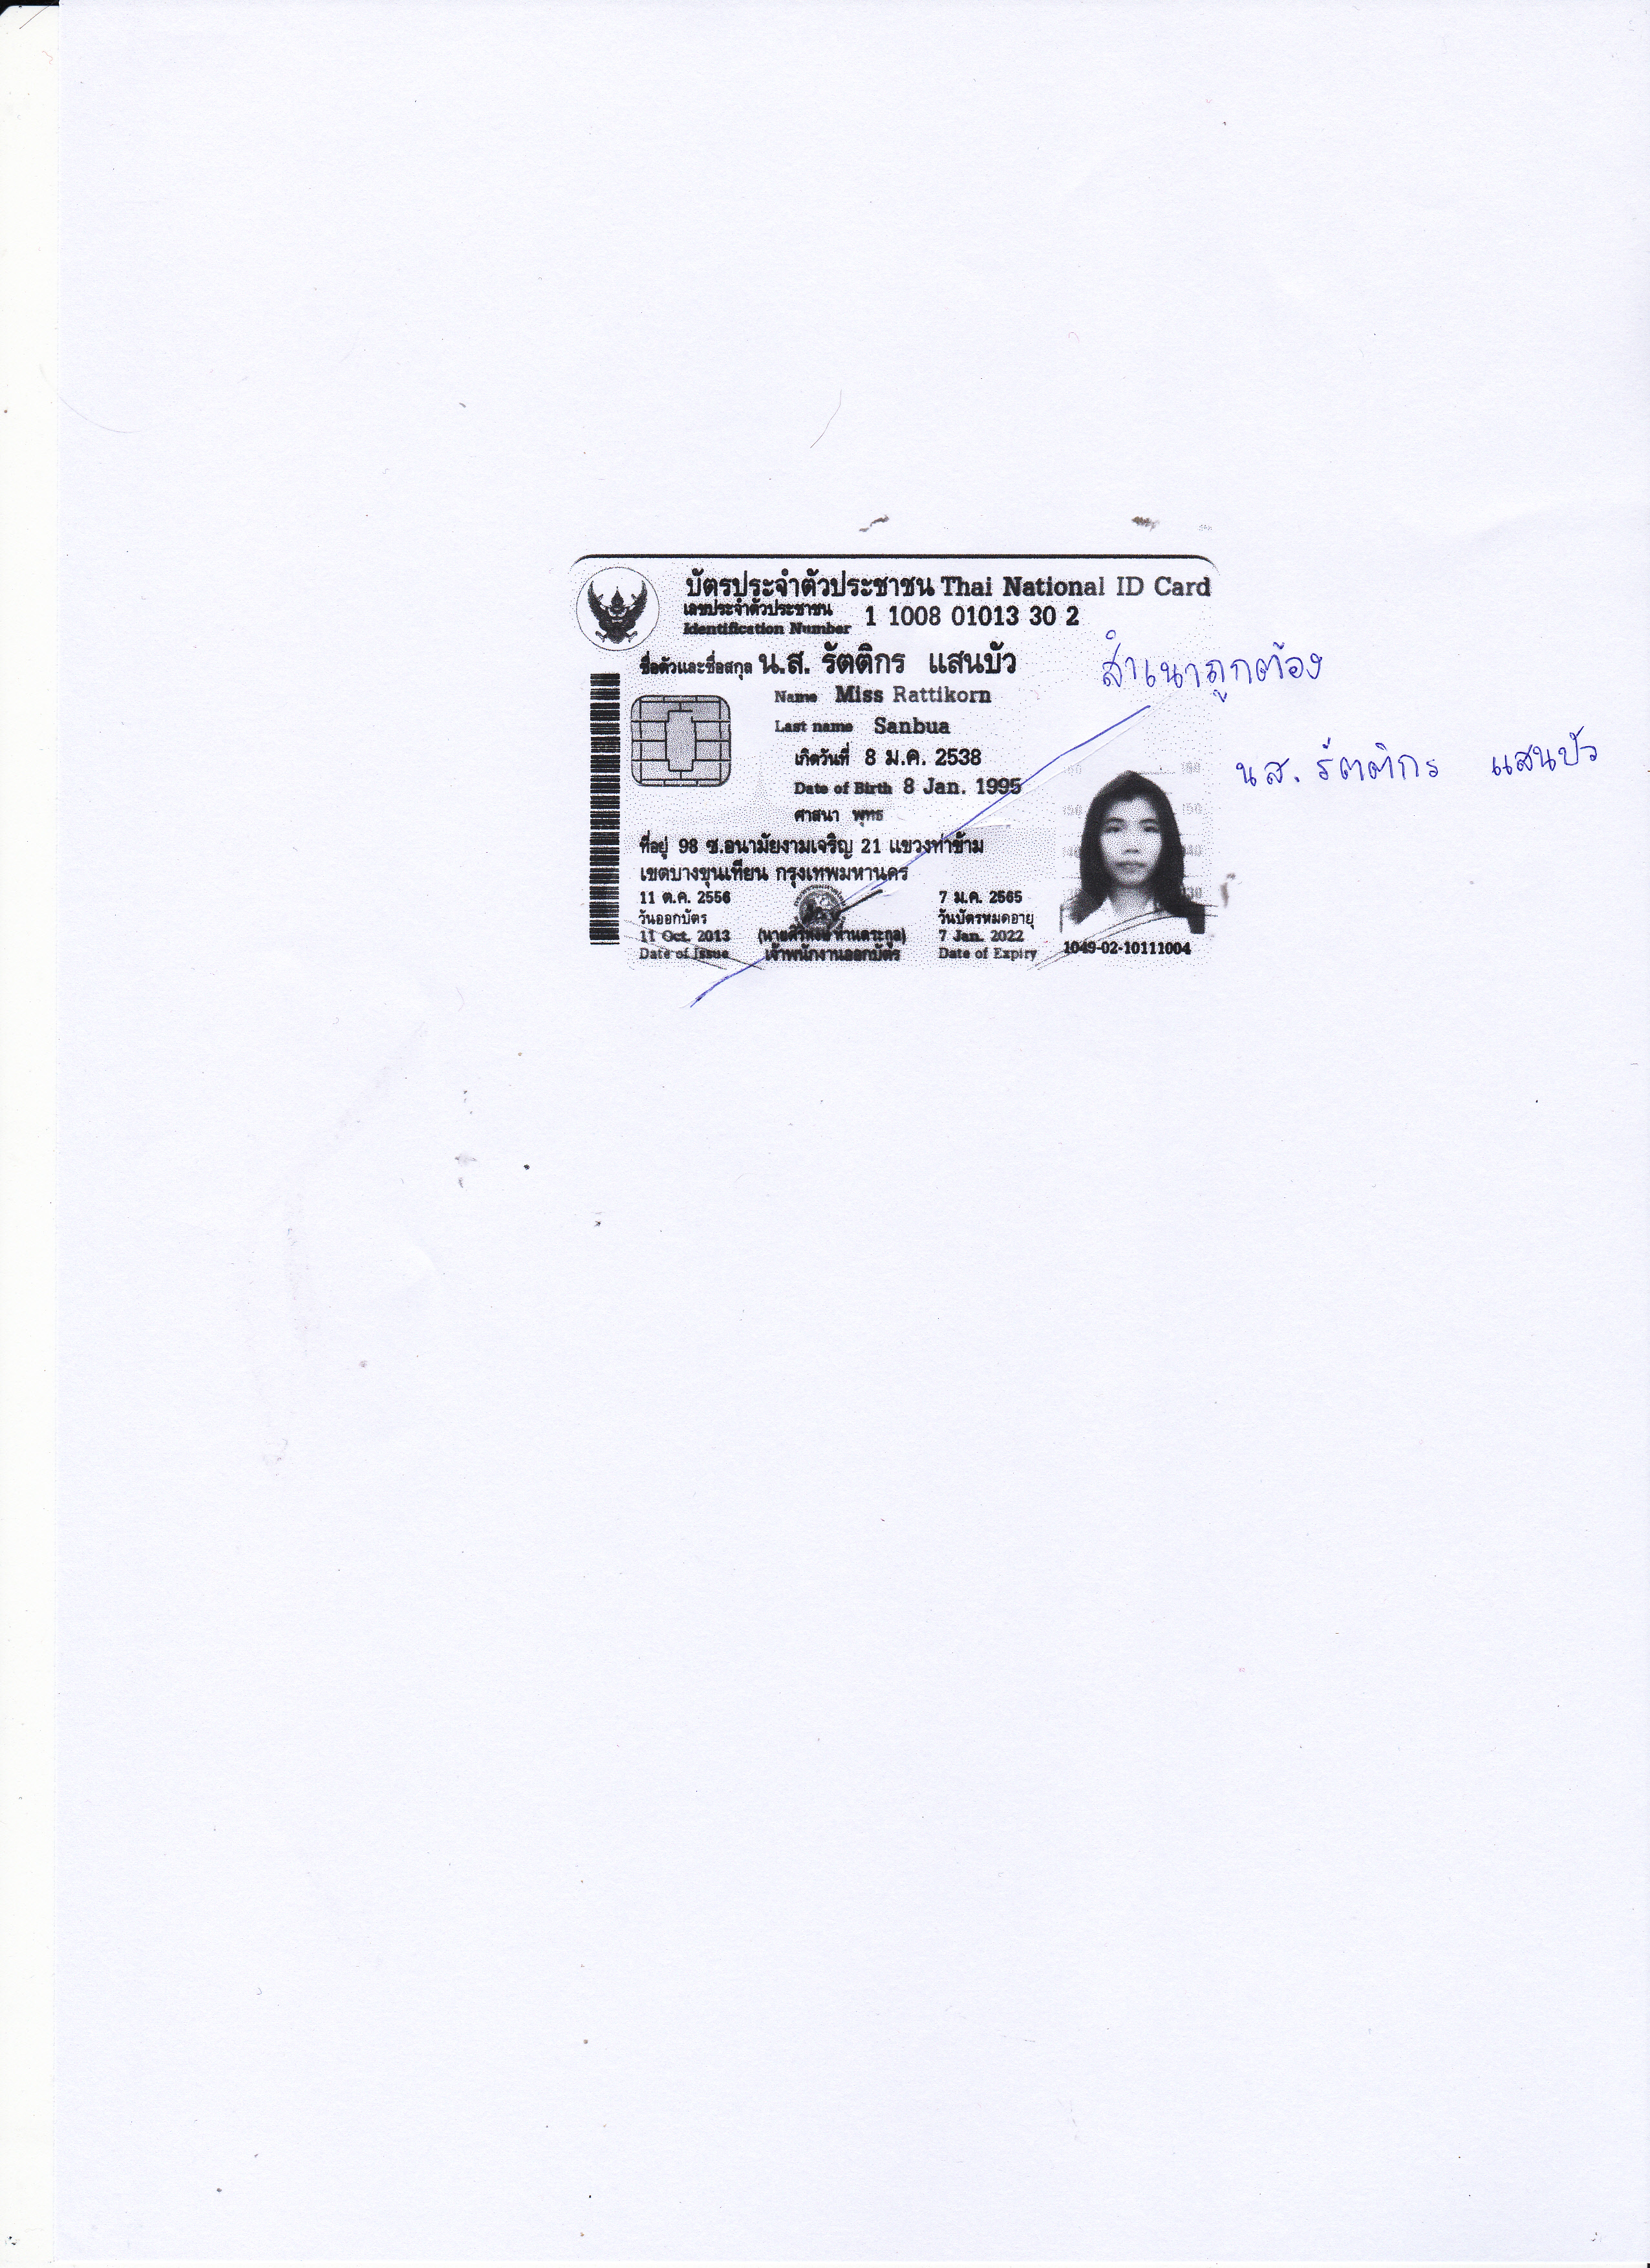 บัตรประจำตัวประชาชน Thai National ID Card
เลขประจำตัวประชาชน
Identification Number 1 1008 01013 30 2
ชื่อตัวและชื่อสกุล น.ส. รัตติกร แสนบัว
Name Miss Rattikorn
Last name Sanbua
เกิดวันที่ 8 ม.ค. 2538
Date of Birth 8 Jan. 1995
ศาสนา พุทธ
ที่อยู่ 98 ซ.อนามัยงามเจริญ 21 แขวงท่าข้าม
เขตบางขุนเทียน กรุงเทพมหานคร
11 ต.ค. 2556
วันออกบัตร
11 Oct. 2013
Date of Issue
เจ้าพนักงานออกบัตร
7 ม.ค. 2565
วันบัตรหมดอายุ
7 Jan. 2022
Date of Expiry
1049-02-10111004
สำเนาถูกต้อง
นส. รัตติกร แสนบัว